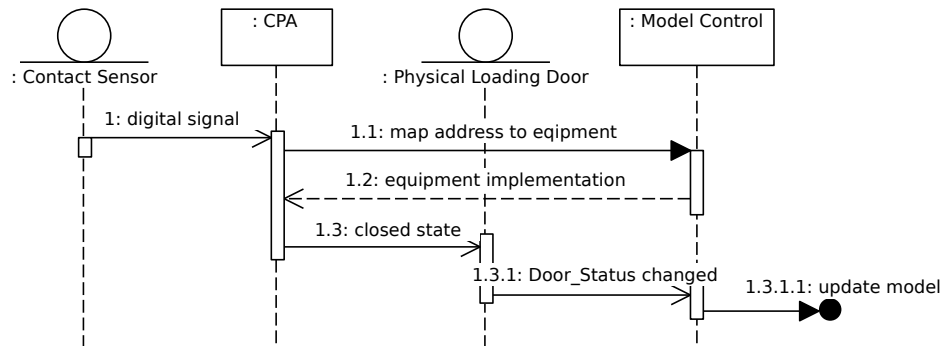 : CPA
: Model Control
: Contact Sensor
: Physical Loading Door
1: digital signal
1.1: map address to eqipment
1.2: equipment implementation
1.3: closed state
1.3.1: Door_Status changed
1.3.1.1: update model